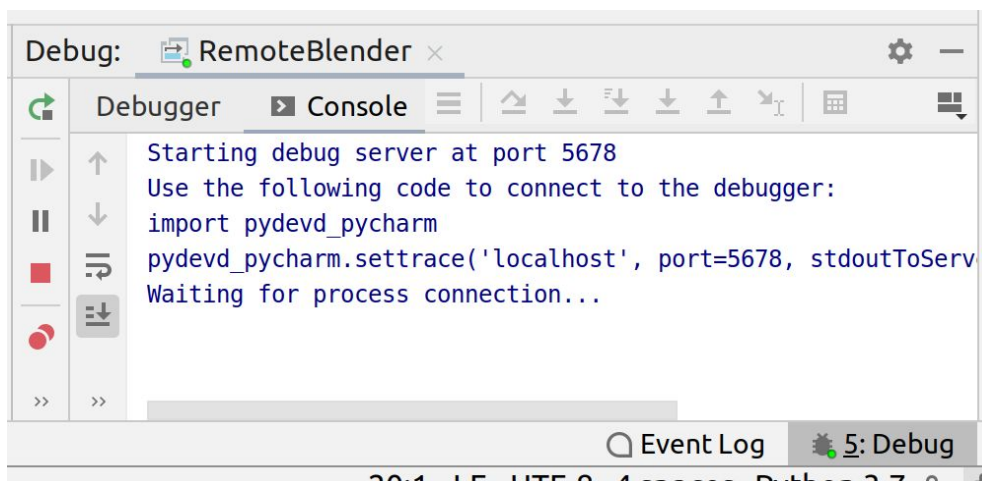 Debug: RemoteBlender
Debugger Console
Starting debug server at port 5678
Use the following code to connect to the debugger:
import pydevd_pycharm
pydevd_pycharm.settrace('localhost', port=5678, stdoutToServ
Waiting for process connection...
Event Log 5: Debug